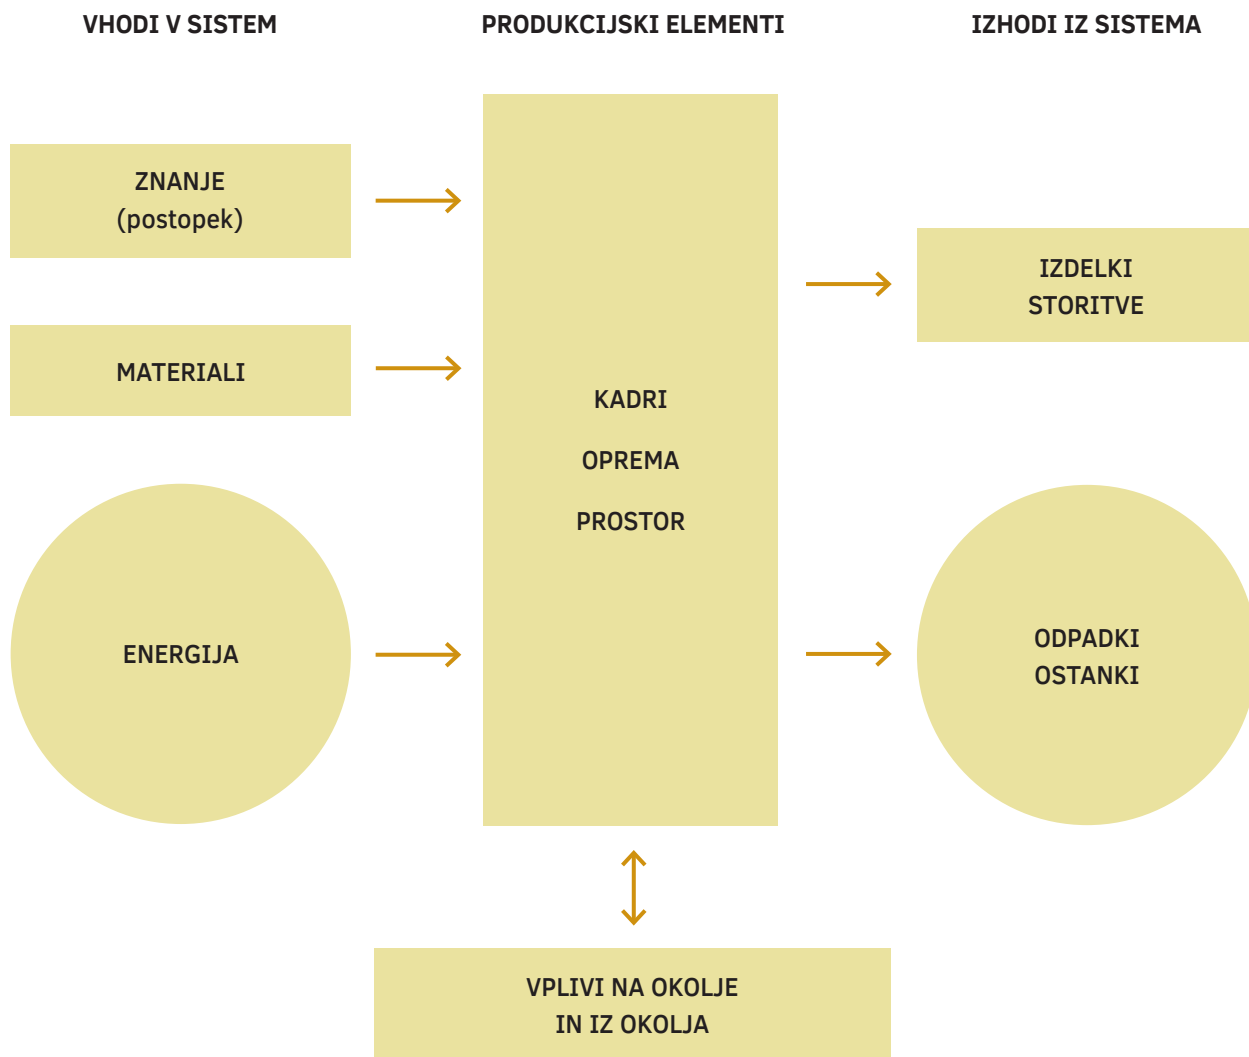 VHODI V SISTEM
PRODUKCIJSKI ELEMENTI
IZHODI IZ SISTEMA
ZNANJE
(postopek)
MATERIALI
ENERGIJA
KADRI
OPREMA
PROSTOR
IZDELKI
STORITVE
ODPADKI
OSTANKI
VPLIVI NA OKOLJE
IN IZ OKOLJA